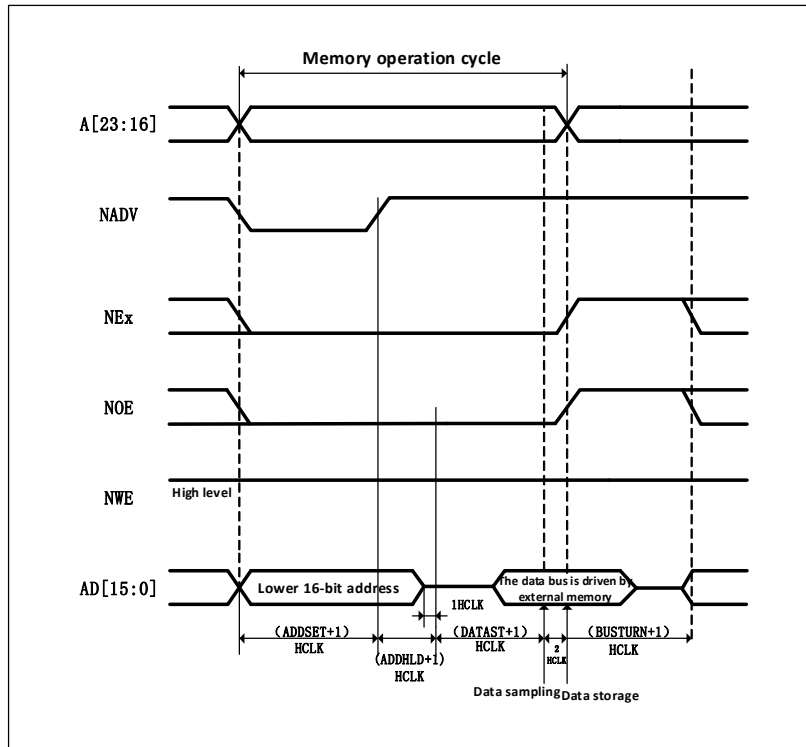 Memory operation cycle
A[23:16]
NADV
NEx
NOE
NWE
High level
AD[15:0]
Lower 16-bit address
The data bus is driven by
external memory
1HCLK
(ADDSET+1)
HCLK
(ADDHLD+1)
HCLK
(DATAST+1)
HCLK
2
HCLK
(BUSTURN+1)
HCLK
Data sampling
Data storage